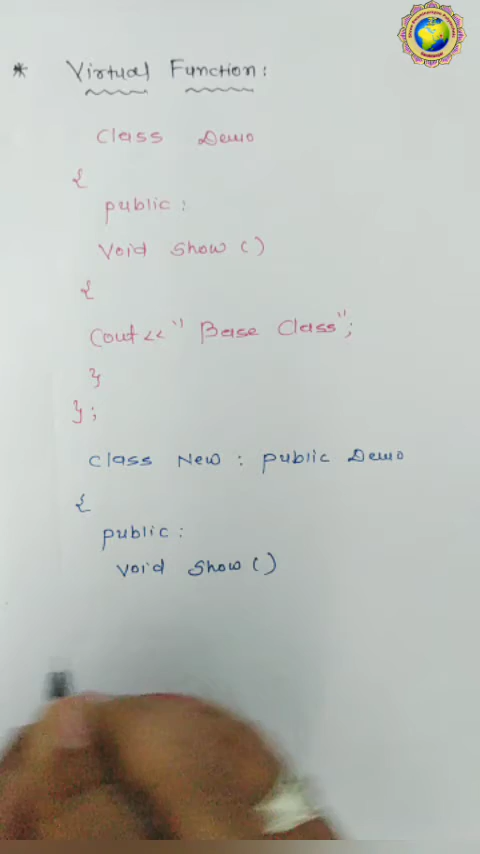 * Virtual Function:
Class Demo
{
public:
Void Show ()
{
Cout << " Base Class";
}
};
Class New : public Demo
{
public:
Void Show ()